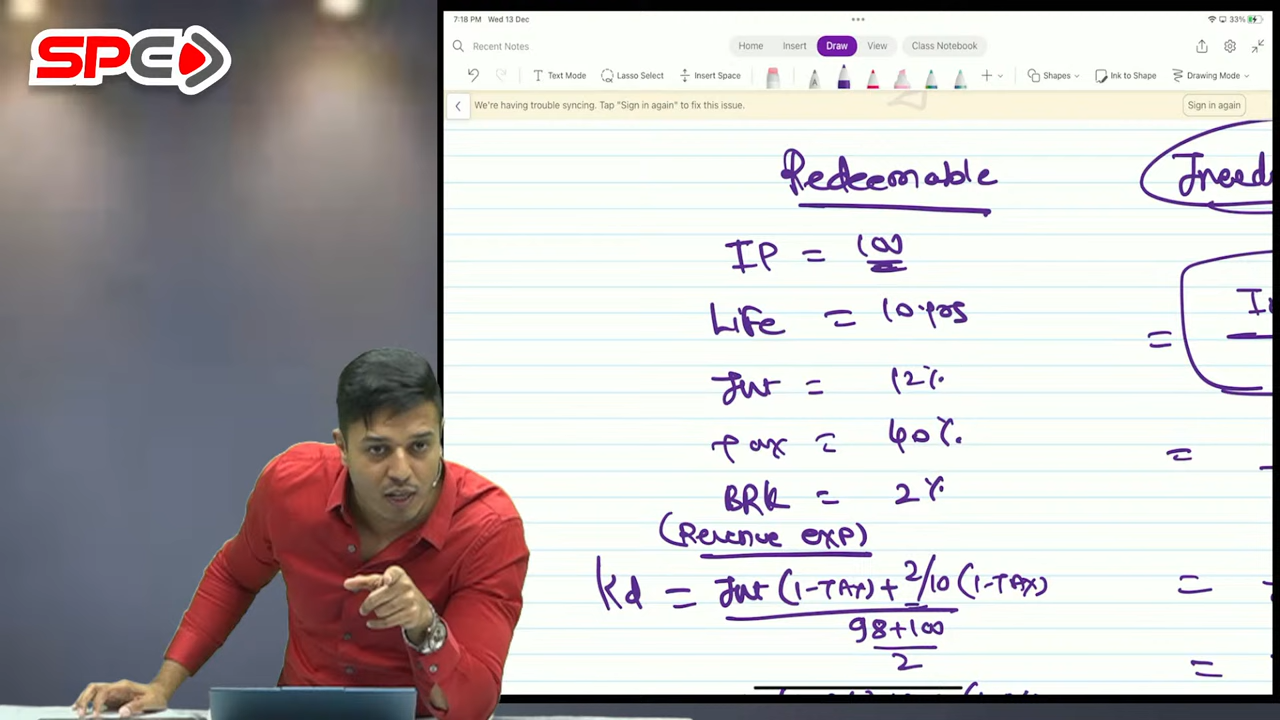 SPED
7:18 PM Wed 13 Dec
33%
Recent Notes
Home Insert Draw View Class Notebook
Text Mode Lasso Select Insert Space Shapes Ink to Shape Drawing Mode
We're having trouble syncing. Tap "Sign in again" to fix this issue. Sign in again
Redeemable
IP = 100
Life = 10 yrs
Int = 12%
Tax = 40%
BRK = 2%
(Revenue exp)
Kd = Int (1-TAX) + 2/10 (1-TAX)
98+100
2
=
=
=
=